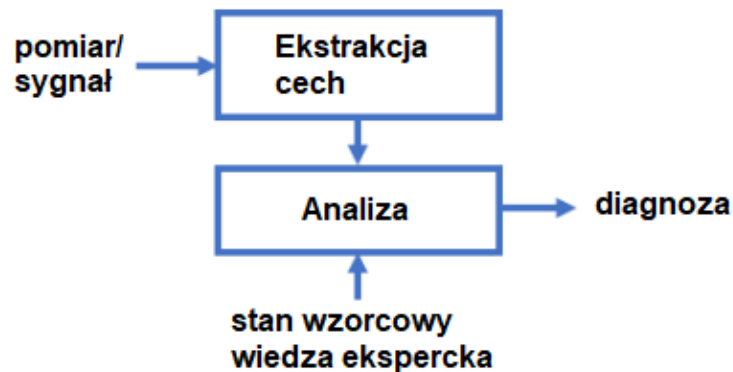 pomiar/
sygnał
Ekstrakcja
cech
Analiza
diagnoza
stan wzorcowy
wiedza ekspercka